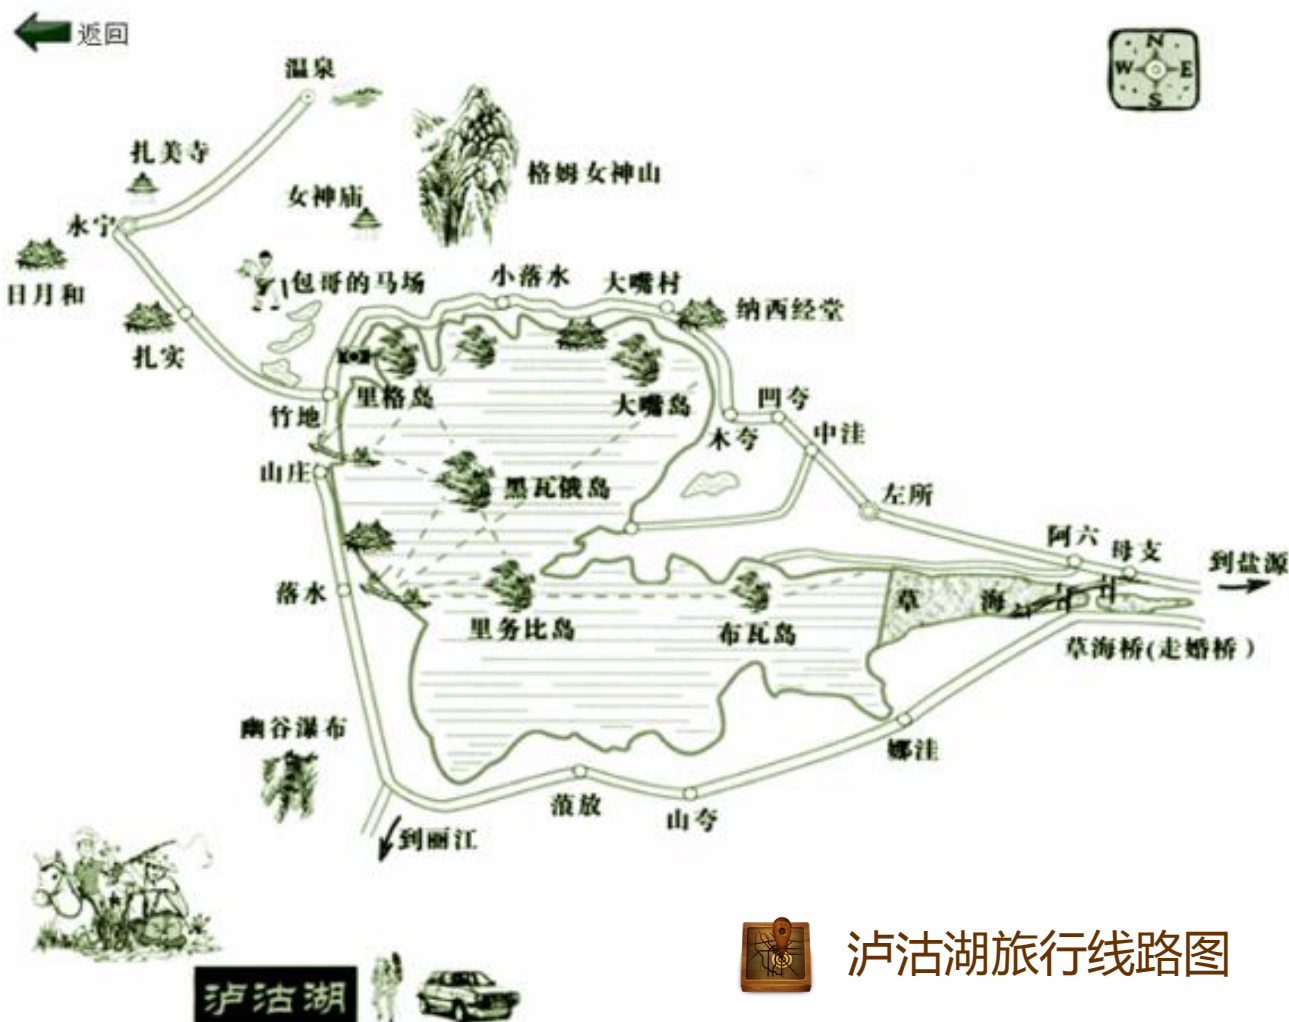 返回
温泉
N
W
E
S
扎美寺
格姆女神山
女神庙
永宁
日月和
包哥的马场
小落水
大嘴村
纳西经堂
扎实
里格岛
大嘴岛
凹夸
竹地
木夸
中洼
山庄
黑瓦俄岛
左所
阿六
母支
到盐源
落水
里务比岛
布瓦岛
草 海
草海桥(走婚桥)
幽谷瀑布
娜洼
蒗放
山夸
到丽江
泸沽湖旅行线路图
泸沽湖